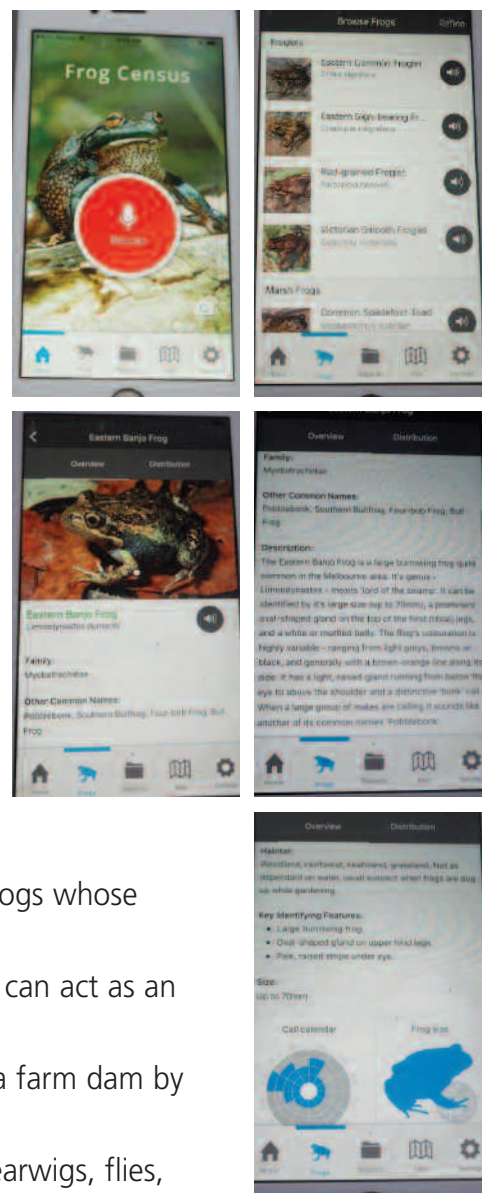 Frog Census
Browse Frogs
Refine
Froglets
Eastern Common Froglet
Eastern Sign-bearing Fr...
Red-groined Froglet
Victorian Smooth Froglet
Marsh Frogs
Common Spadefoot Toad
Eastern Banjo Frog
Overview Distribution
Eastern Banjo Frog
Limnodynastes dumerili
Family:
Myobatrachidae
Other Common Names:
Pobblebonk, Southern Bullfrog, Four-bob Frog, Bull
Frog
Overview Distribution
Family:
Myobatrachidae
Other Common Names:
Pobblebonk, Southern Bullfrog, Four-bob Frog, Bull
Frog
Description:
The Eastern Banjo Frog is a large burrowing frog quite
common in the Melbourne area. It's genus -
Limnodynastes - means 'lord of the swamp'. It can be
identified by it's large size (up to 70mm), a prominent
oval-shaped gland on the top of the hind (tibial) legs,
and a white or mottled belly. The frog's colouration is
highly variable - ranging from light greys, browns or
black, and generally with a brown-orange line along its
side. It has a light, raised gland running from below the
eye to above the shoulder and a distinctive 'bonk' call.
When a large group of males are calling it sounds like
another of its common names 'Pobblebonk'
Overview Distribution
Habitat:
Woodland, rainforest, heathland, grassland. Not as
dependent on water, usual suspect when frogs are dug
up while gardening.
Key Identifying Features:
• Large burrowing frog.
• Oval-shaped gland on upper hind legs.
• Pale, raised stripe under eye.
Size:
Up to 70mm
Call calendar
Frog size
ogs whose
can act as an
a farm dam by
earwigs, flies,